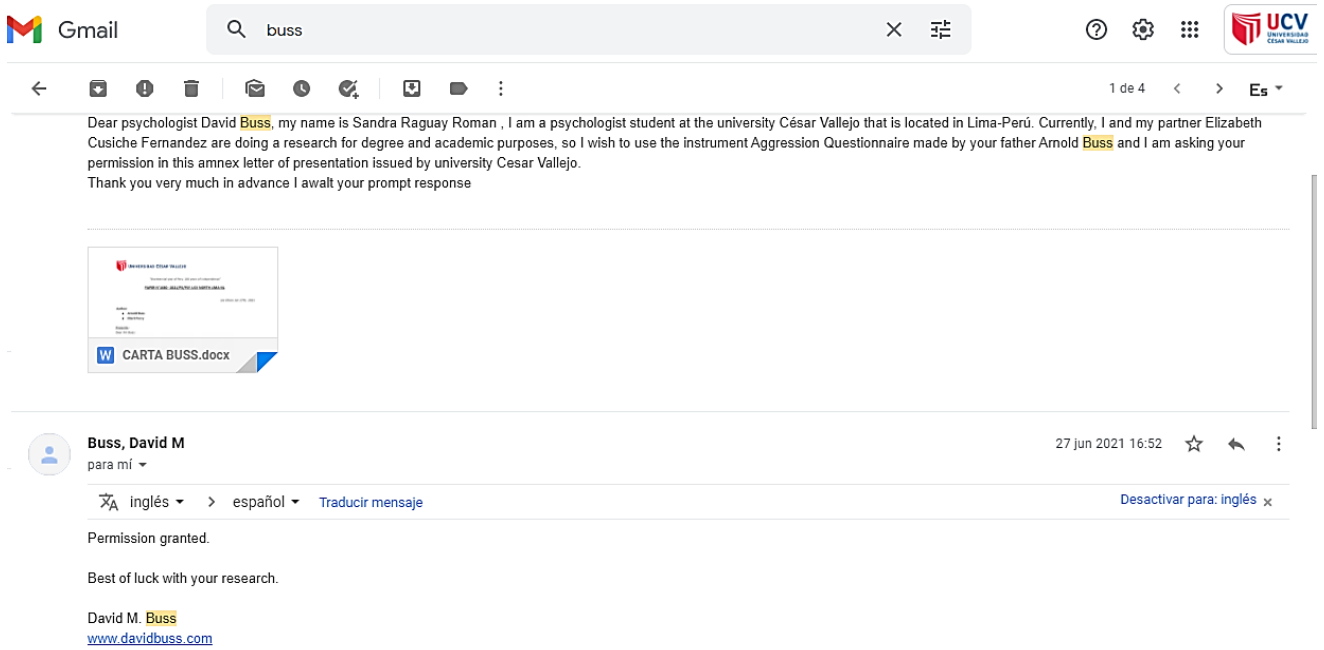 Gmail
buss
UCV
UNIVERSIDAD
CÉSAR VALLEJO
1 de 4
Es
Dear psychologist David Buss, my name is Sandra Raguay Roman , I am a psychologist student at the university César Vallejo that is located in Lima-Perú. Currently, I and my partner Elizabeth
Cusiche Fernandez are doing a research for degree and academic purposes, so I wish to use the instrument Aggression Questionnaire made by your father Arnold Buss and I am asking your
permission in this amnex letter of presentation issued by university Cesar Vallejo.
Thank you very much in advance I awalt your prompt response
UNIVERSIDAD CÉSAR VALLEJO
W CARTA BUSS.docx
Buss, David M
27 jun 2021 16:52
para mí
inglés > español Traducir mensaje
Desactivar para: inglés x
Permission granted.
Best of luck with your research.
David M. Buss
www.davidbuss.com